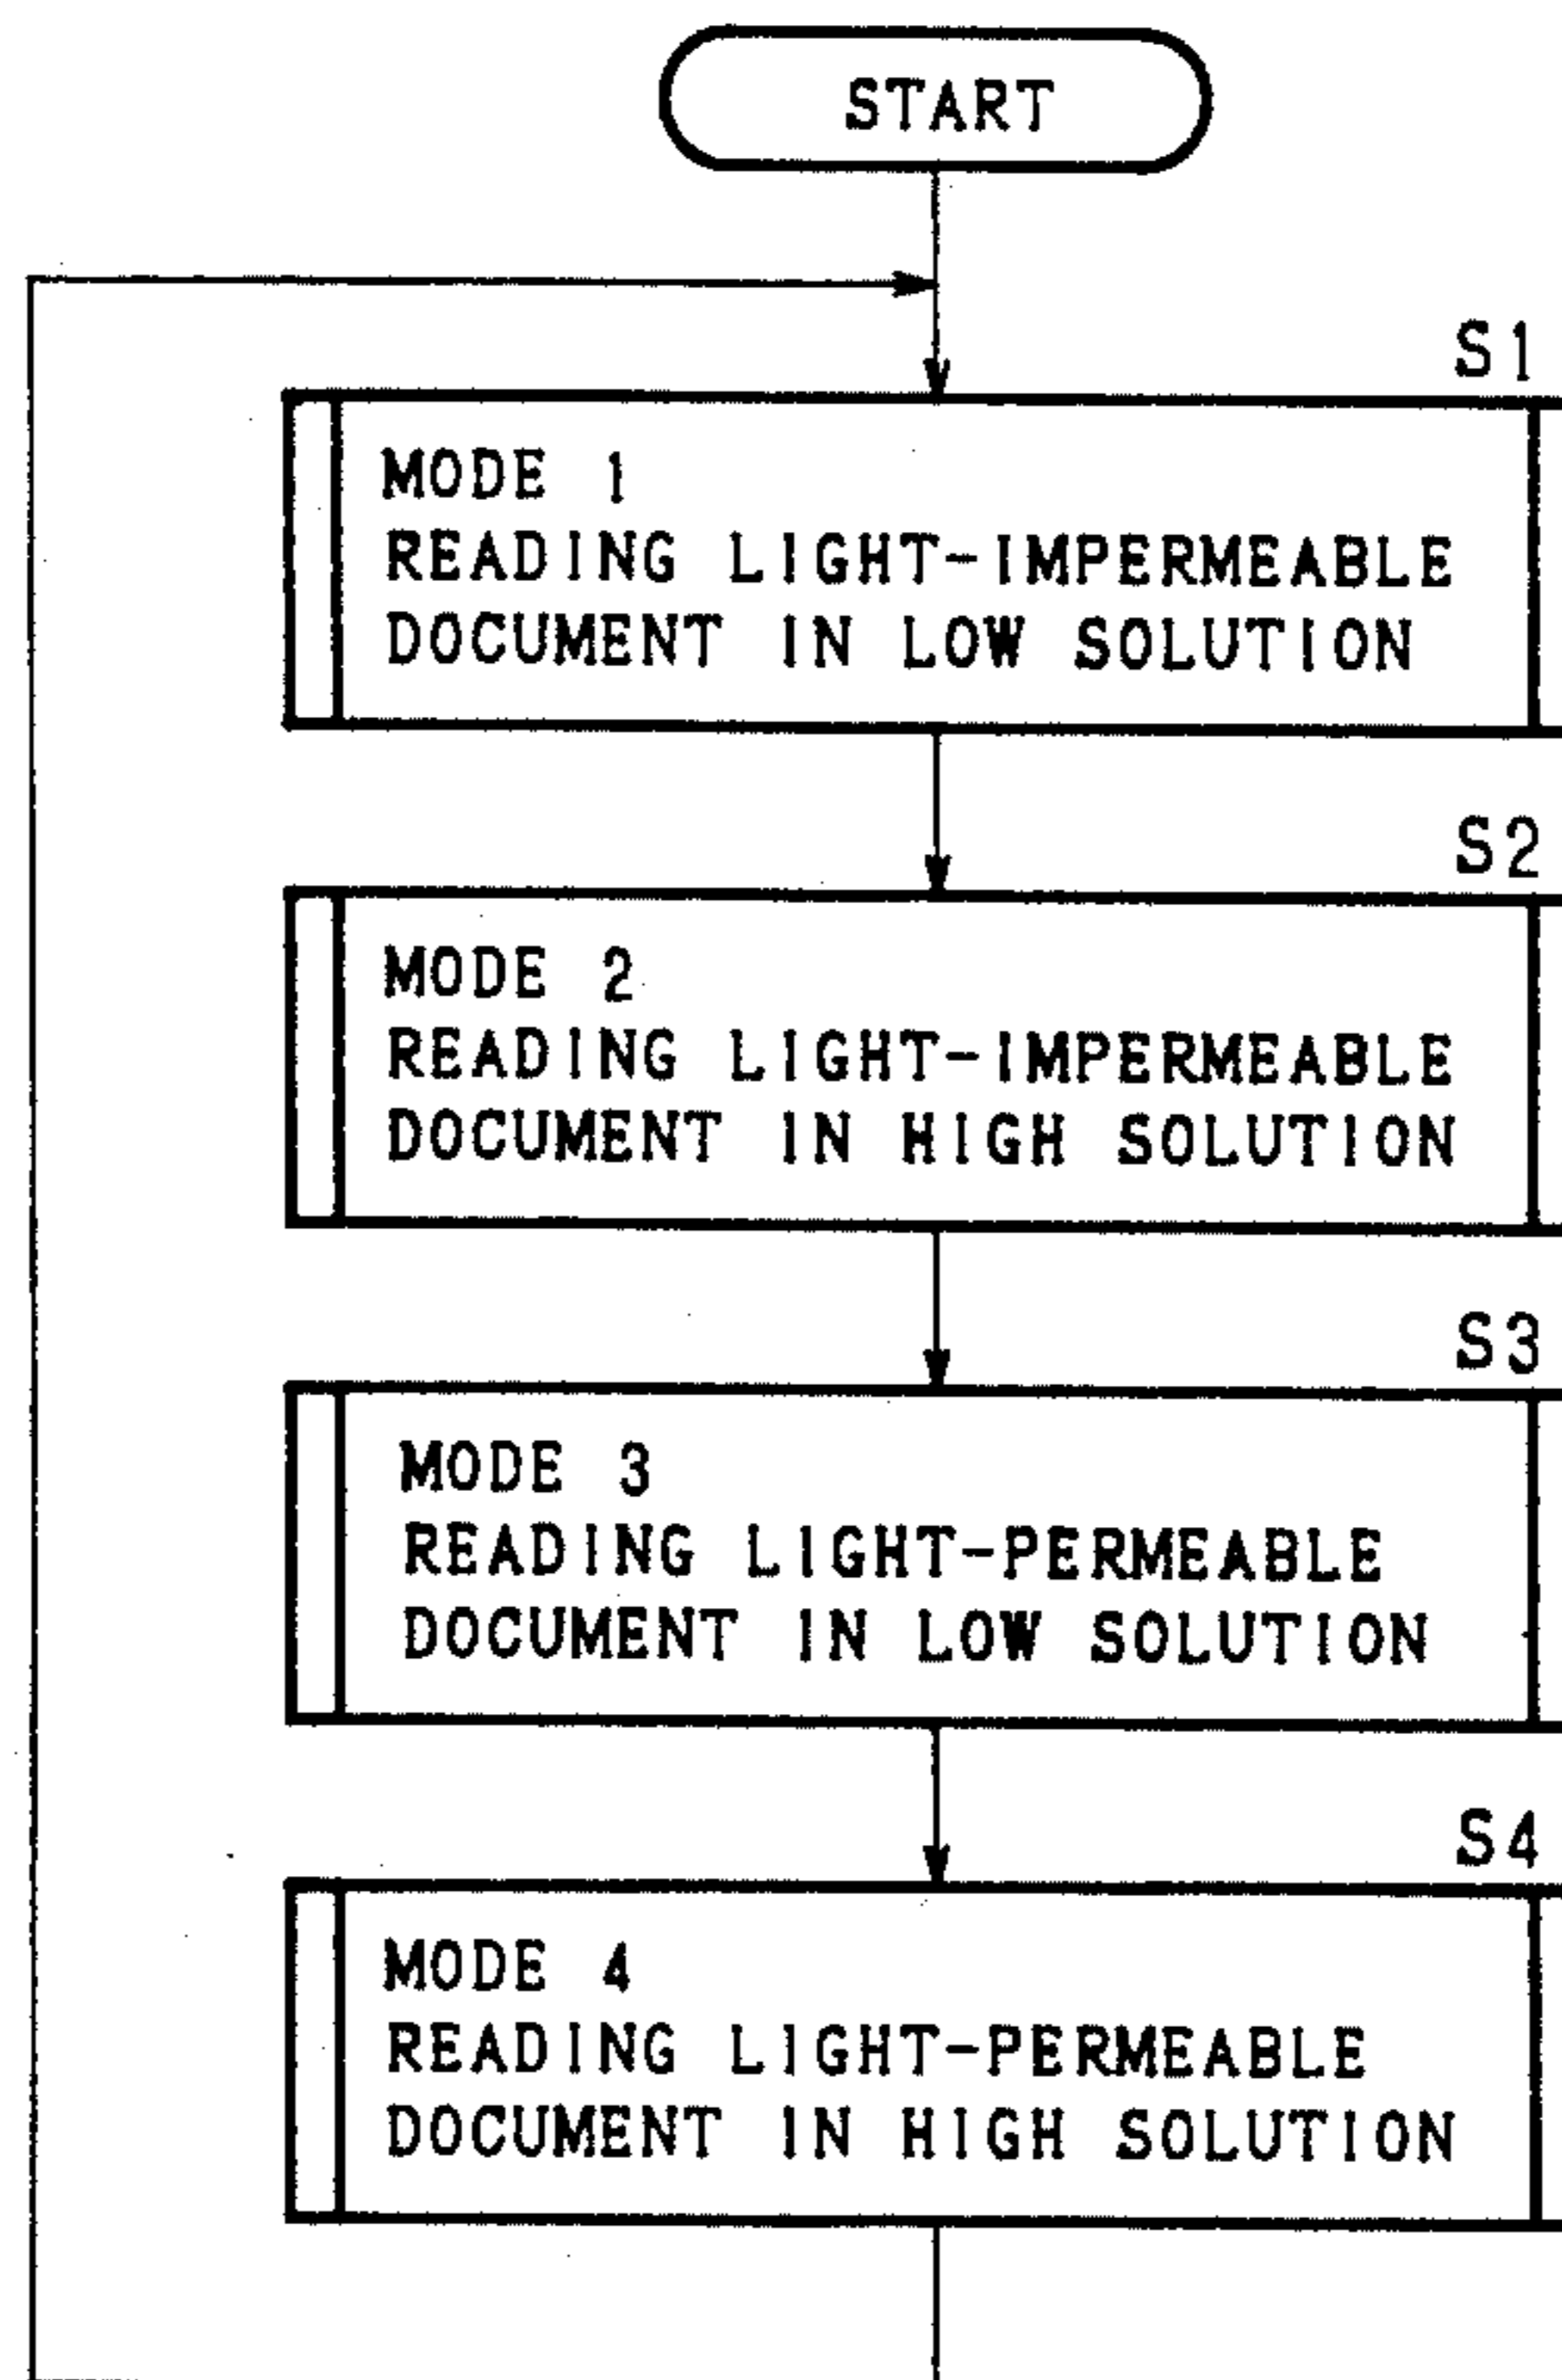 START
S1
MODE 1
READING LIGHT-IMPERMEABLE
DOCUMENT IN LOW SOLUTION
S2
MODE 2
READING LIGHT-IMPERMEABLE
DOCUMENT IN HIGH SOLUTION
S3
MODE 3
READING LIGHT-PERMEABLE
DOCUMENT IN LOW SOLUTION
S4
MODE 4
READING LIGHT-PERMEABLE
DOCUMENT IN HIGH SOLUTION